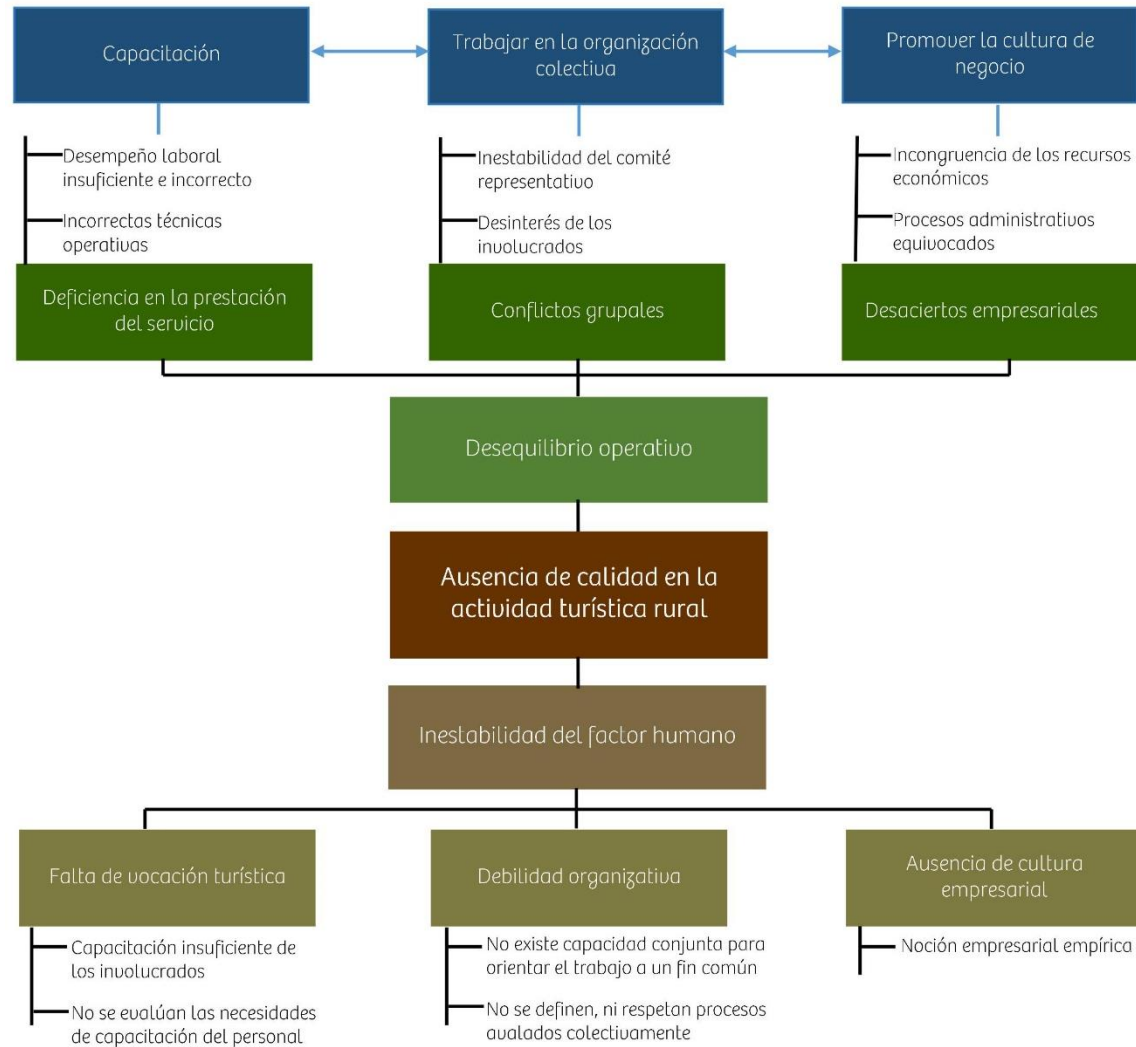 Capacitación
Trabajar en la organización
colectiva
Promover la cultura de
negocio
Desempeño laboral
insuficiente e incorrecto
Incorrectas técnicas
operativas
Inestabilidad del comité
representativo
Desinterés de los
involucrados
Incongruencia de los recursos
económicos
Procesos administrativos
equivocados
Deficiencia en la prestación
del servicio
Conflictos grupales
Desaciertos empresariales
Desequilibrio operativo
Ausencia de calidad en la
actividad turística rural
Inestabilidad del factor humano
Falta de vocación turística
Debilidad organizativa
Ausencia de cultura
empresarial
Capacitación insuficiente de
los involucrados
No se evalúan las necesidades
de capacitación del personal
No existe capacidad conjunta para
orientar el trabajo a un fin común
No se definen, ni respetan procesos
avalados colectivamente
Noción empresarial empírica